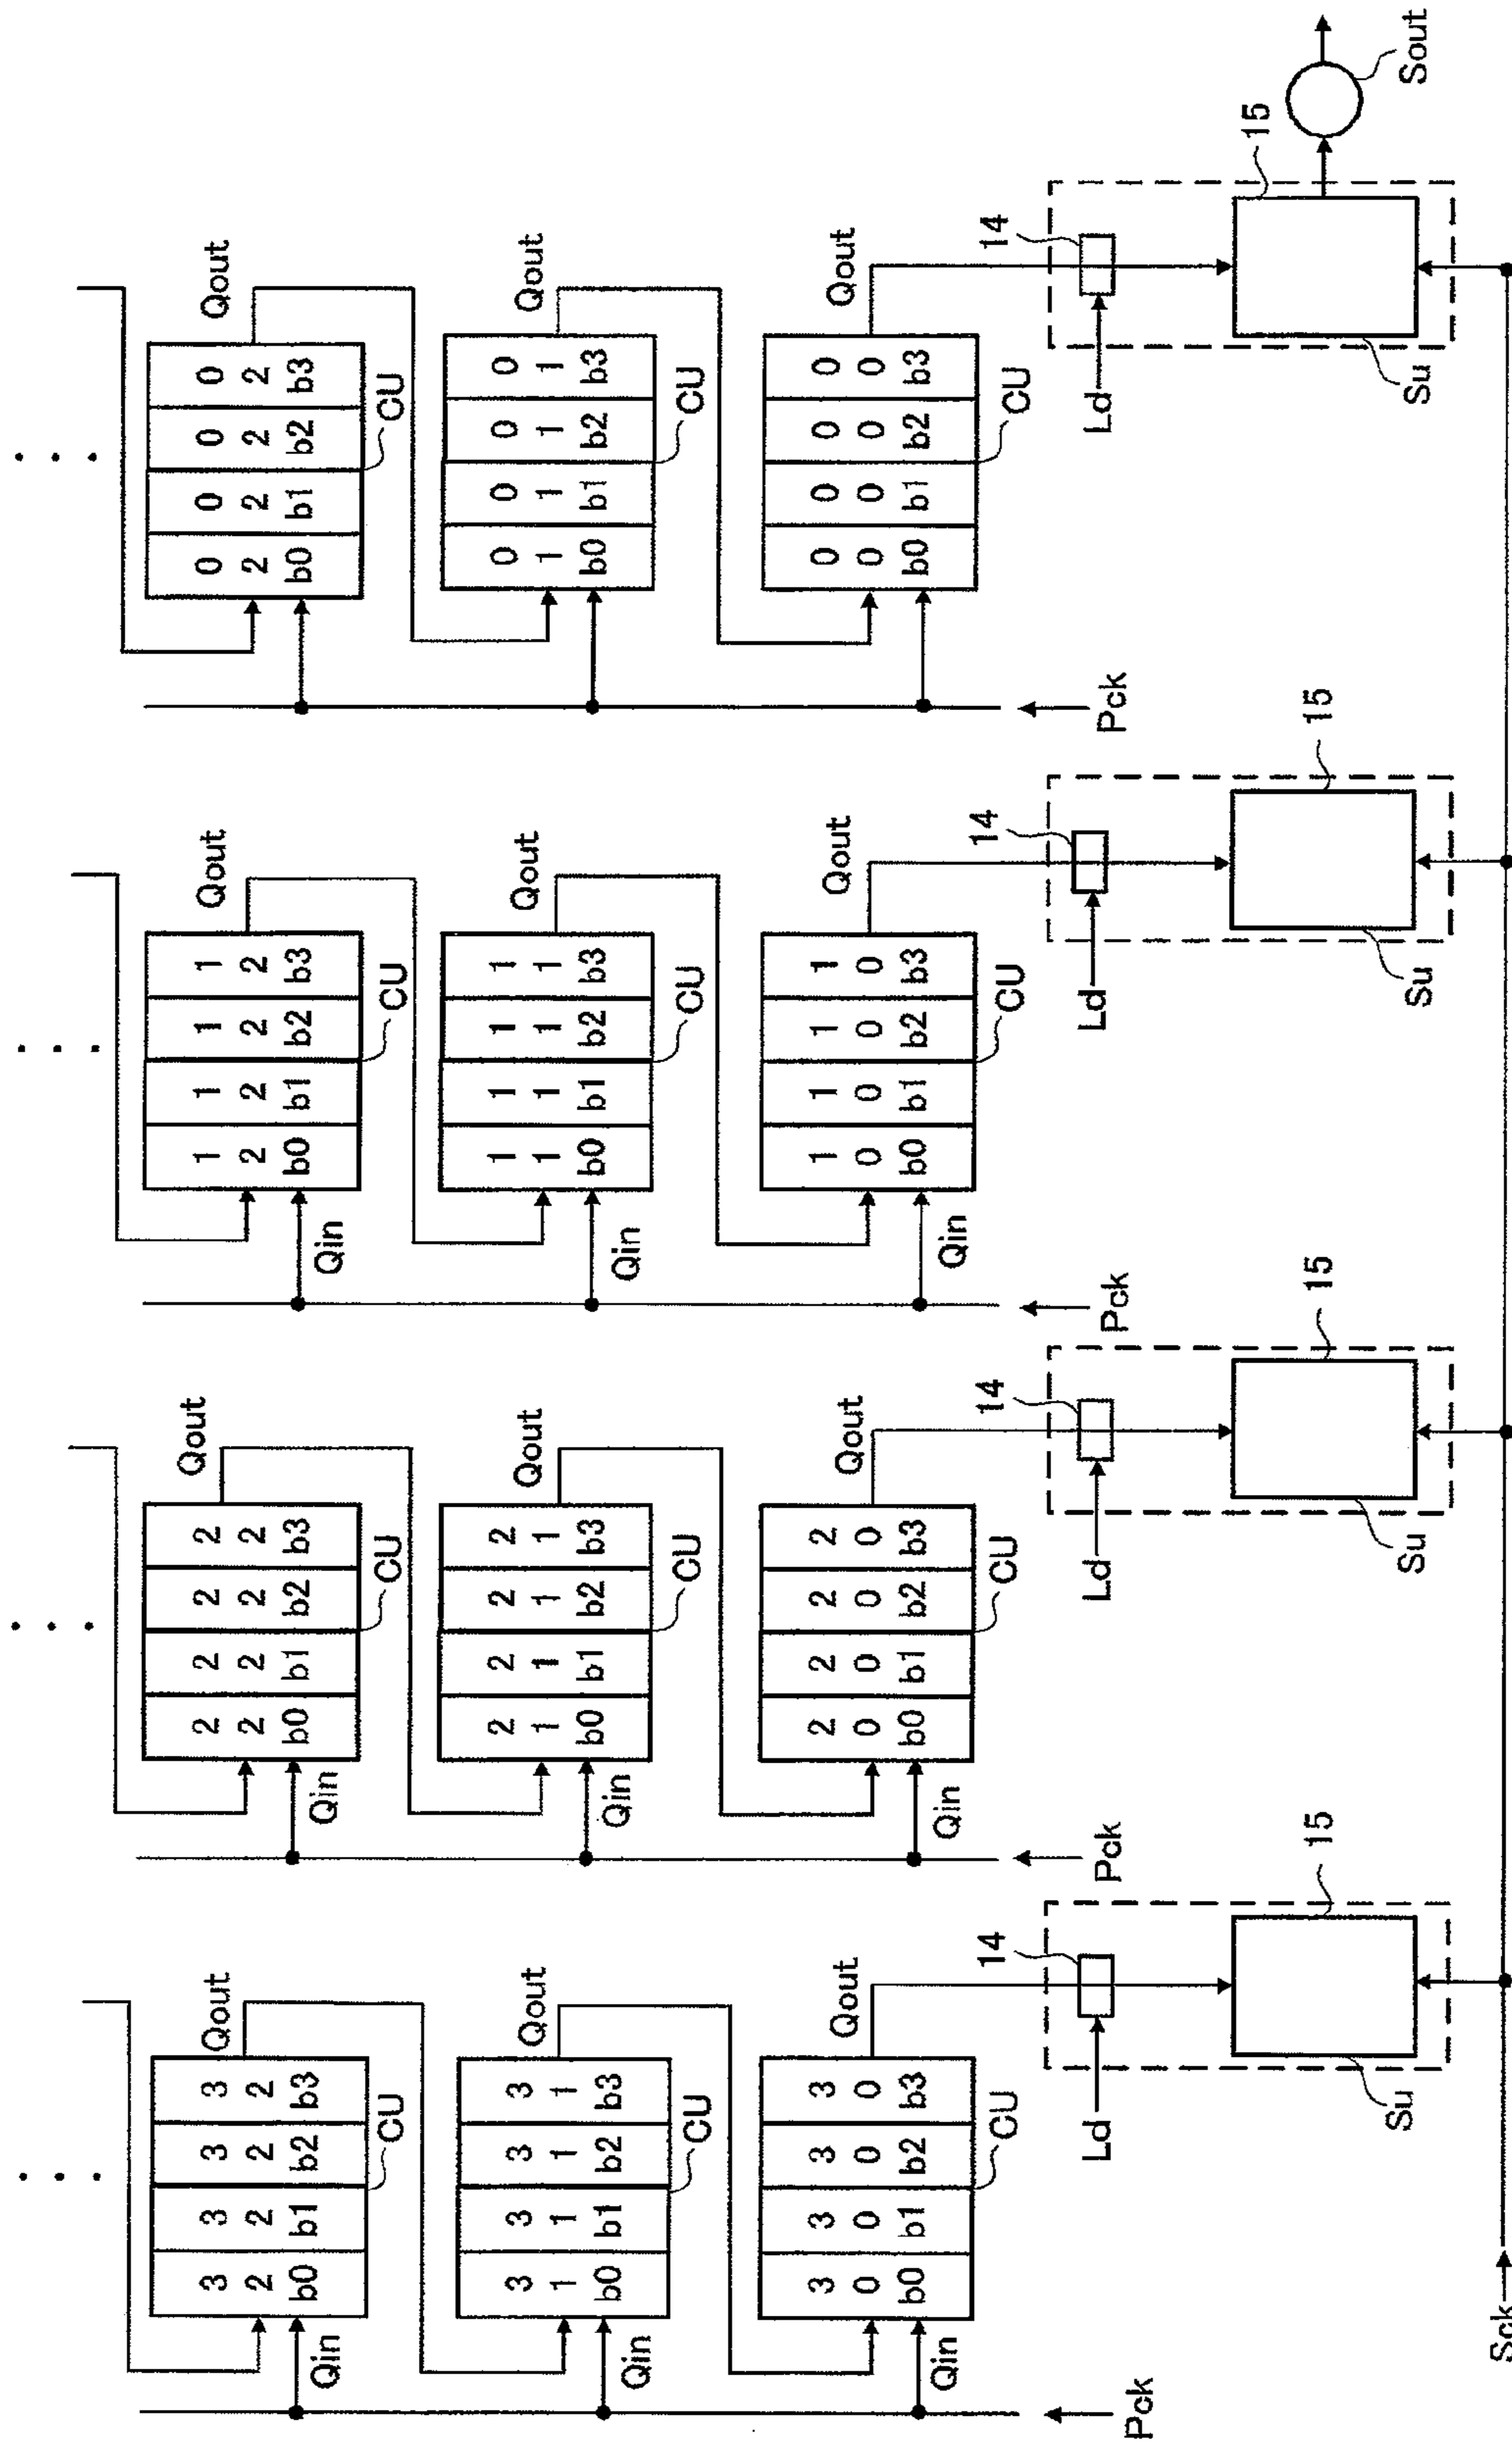 . . . . . . . . . . . .
3 3 3 3 Qout 2 2 2 2 Qout 1 1 1 1 Qout 0 0 0 0 Qout
2 2 2 2 2 2 2 2 2 2 2 2 2 2 2 2
b0 b1 b2 b3 b0 b1 b2 b3 b0 b1 b2 b3 b0 b1 b2 b3
Qin CU Qin CU Qin CU CU
3 3 3 3 Qout 2 2 2 2 Qout 1 1 1 1 Qout 0 0 0 0 Qout
1 1 1 1 1 1 1 1 1 1 1 1 1 1 1 1
b0 b1 b2 b3 b0 b1 b2 b3 b0 b1 b2 b3 b0 b1 b2 b3
Qin CU Qin CU Qin CU CU
3 3 3 3 Qout 2 2 2 2 Qout 1 1 1 1 Qout 0 0 0 0 Qout
0 0 0 0 0 0 0 0 0 0 0 0 0 0 0 0
b0 b1 b2 b3 b0 b1 b2 b3 b0 b1 b2 b3 b0 b1 b2 b3
Qin CU Qin CU Qin CU CU
14 14 14 14
Pck Ld Pck Ld Pck Ld Pck Ld
15 15 15 15
Su Su Su Su Sout
Sck